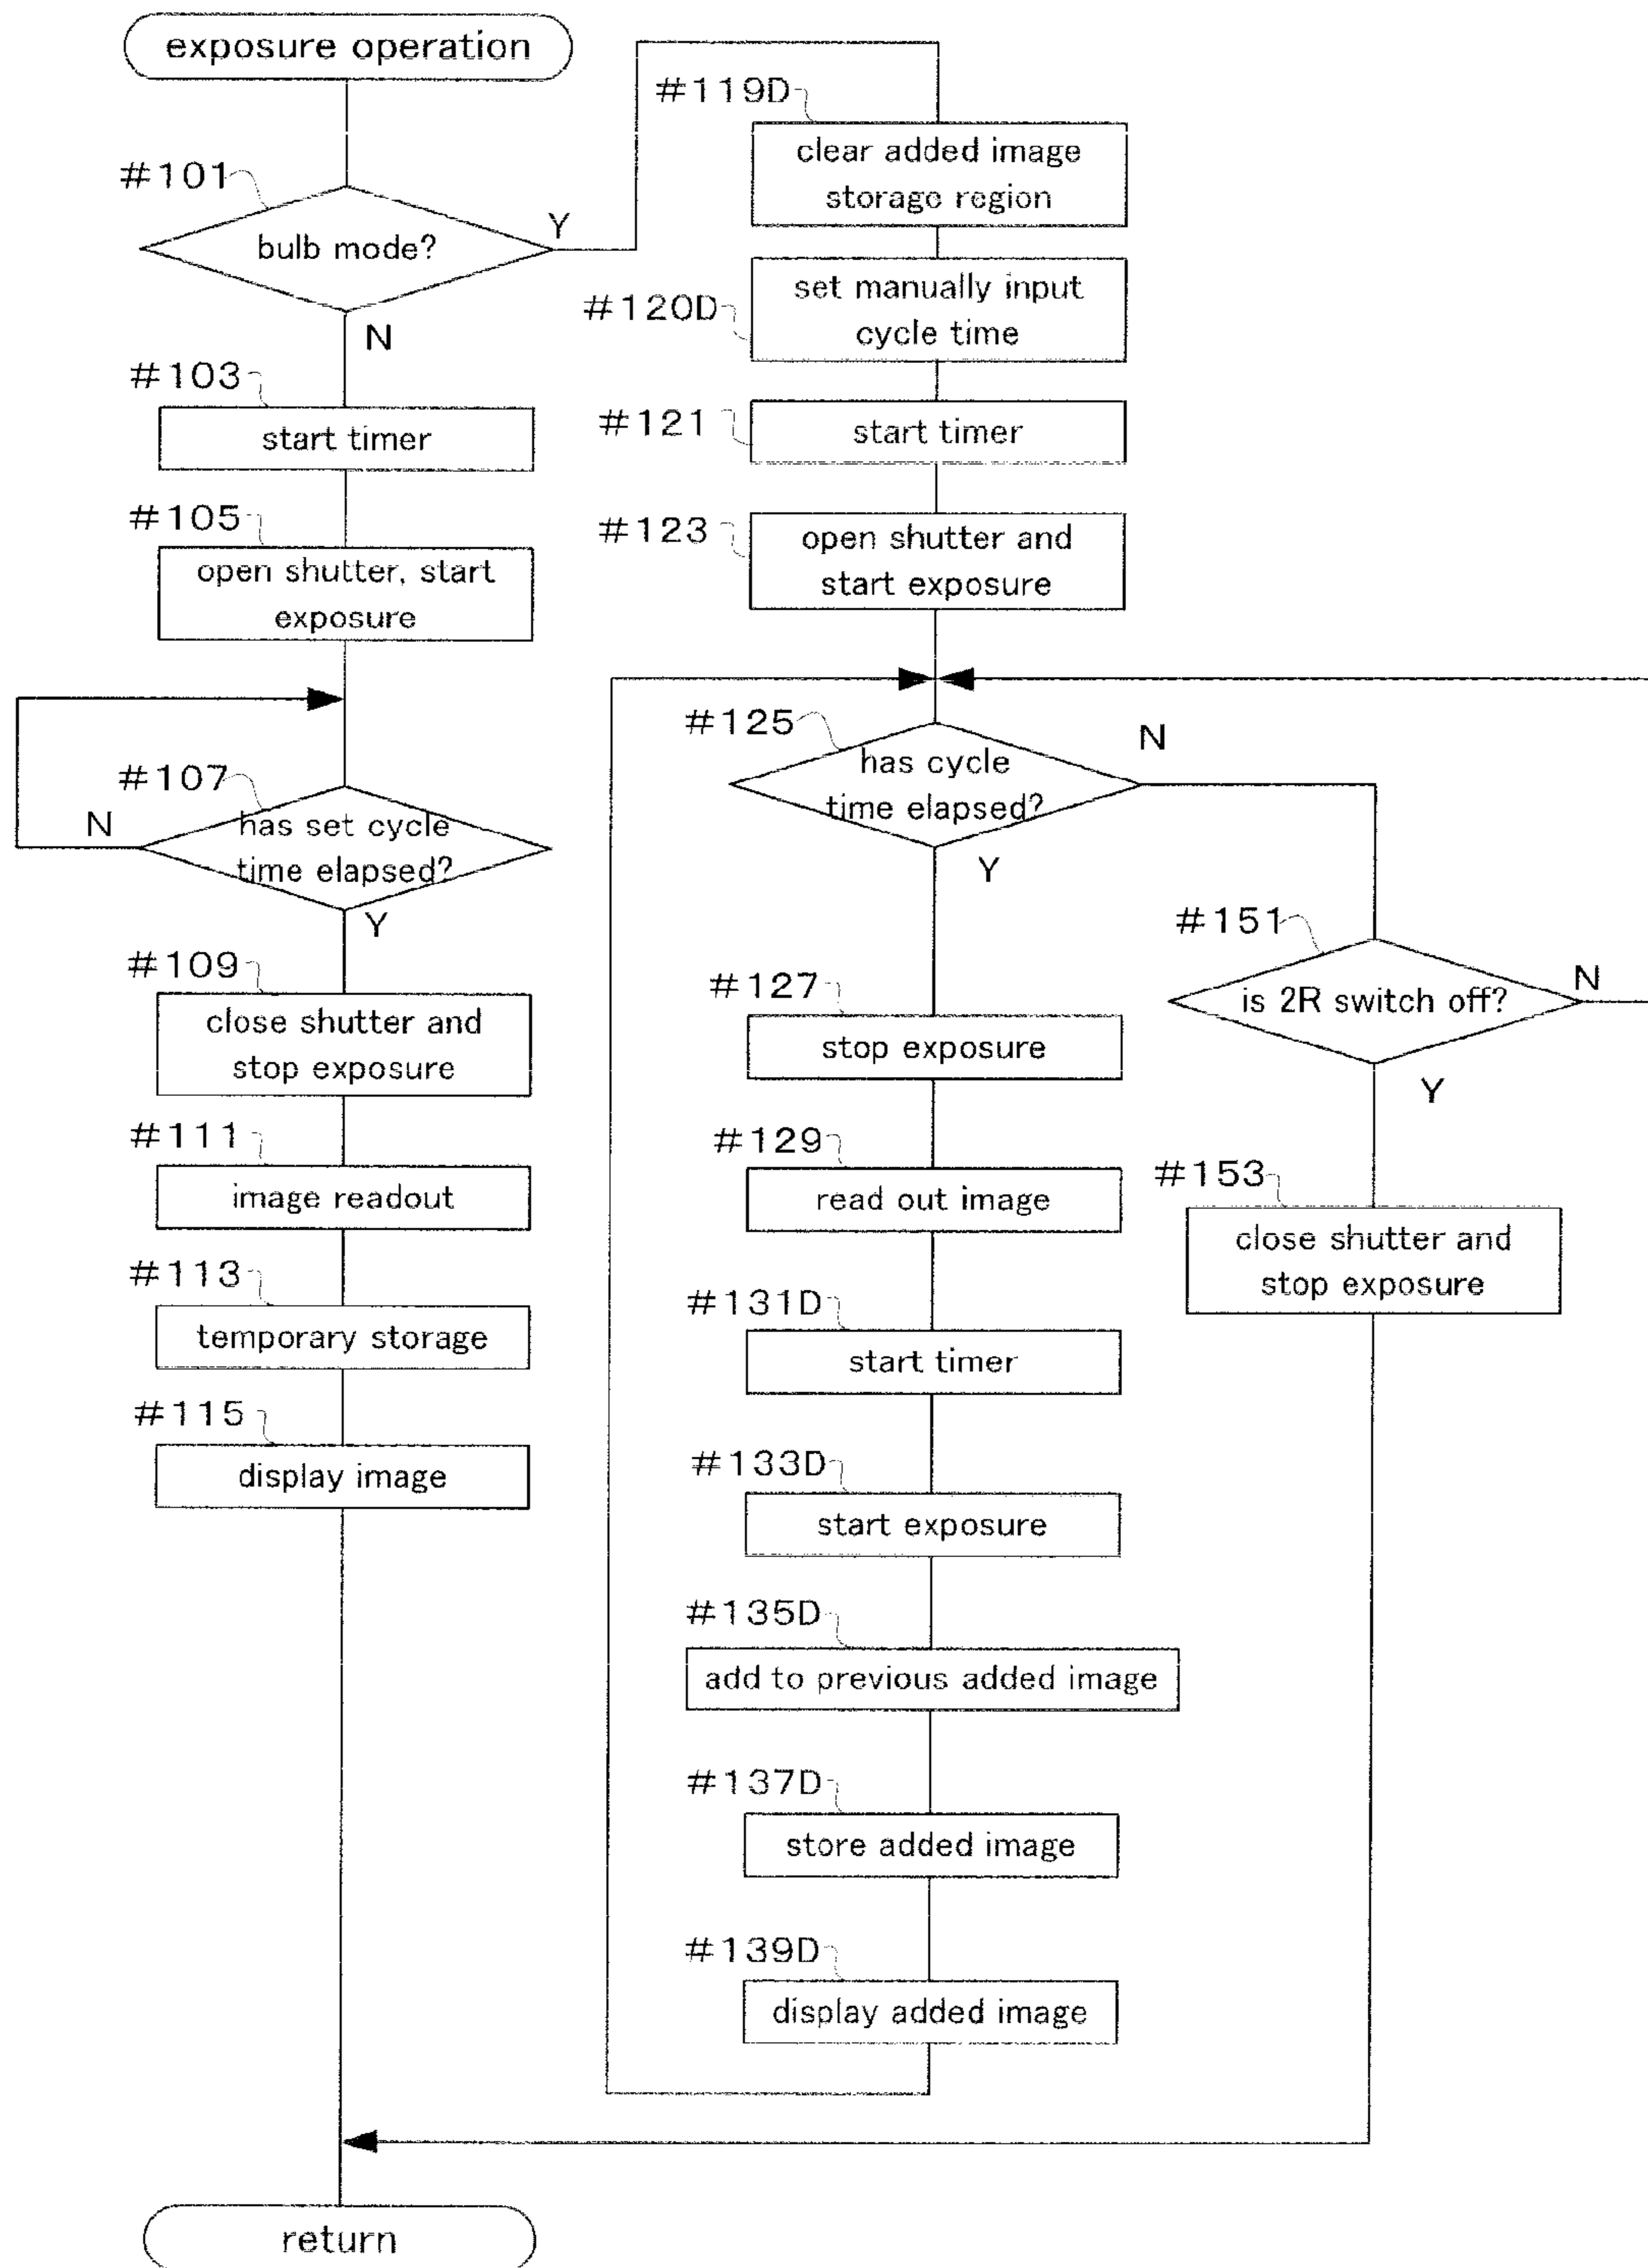 exposure operation
#101
bulb mode?
Y
N
#103
start timer
#105
open shutter, start
exposure
#107
has set cycle
time elapsed?
N
Y
#109
close shutter and
stop exposure
#111
image readout
#113
temporary storage
#115
display image
#119D
clear added image
storage region
#120D
set manually input
cycle time
#121
start timer
#123
open shutter and
start exposure
#125
has cycle
time elapsed?
N
Y
#127
stop exposure
#129
read out image
#131D
start timer
#133D
start exposure
#135D
add to previous added image
#137D
store added image
#139D
display added image
#151
is 2R switch off?
N
Y
#153
close shutter and
stop exposure
return